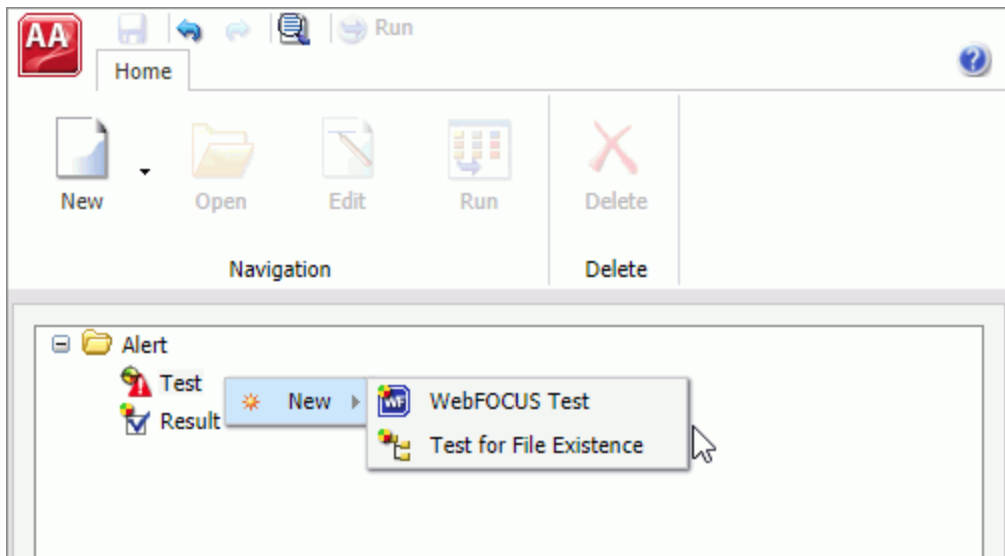 AA Run
Home
New Open Edit Run Delete
Navigation Delete
Alert
Test
New WebFOCUS Test
Result
Test for File Existence